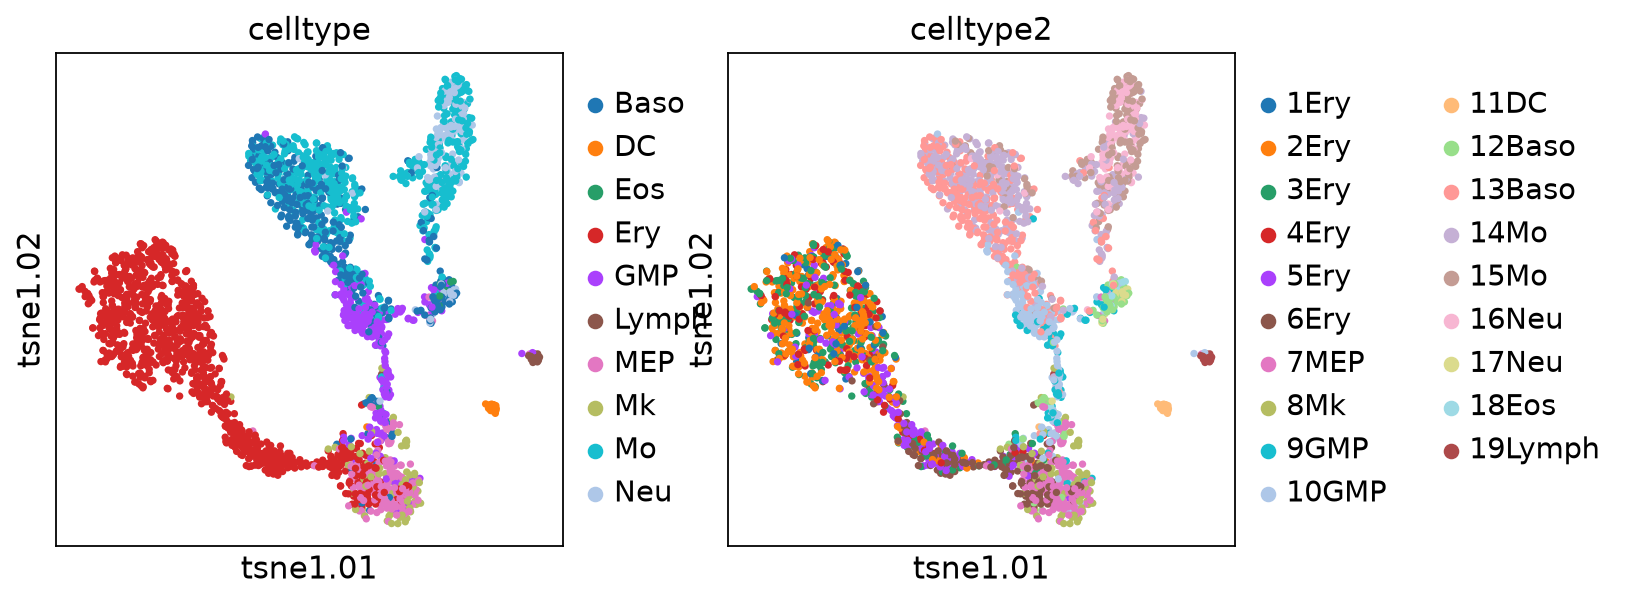 celltype
tsne1.02
tsne1.01
Baso
DC
Eos
Ery
GMP
Lymph
MEP
Mk
Mo
Neu
celltype2
tsne1.02
tsne1.01
1Ery
2Ery
3Ery
4Ery
5Ery
6Ery
7MEP
8Mk
9GMP
10GMP
11DC
12Baso
13Baso
14Mo
15Mo
16Neu
17Neu
18Eos
19Lymph